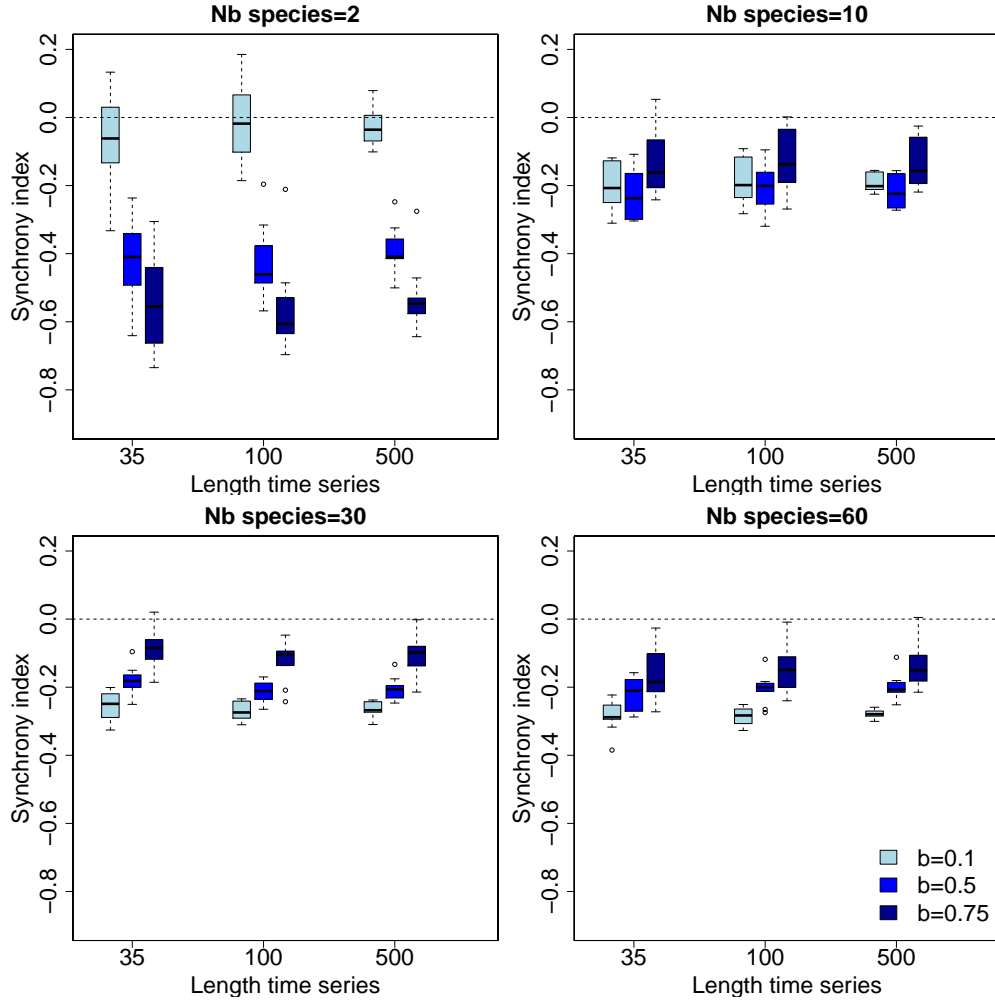 Nb species=2
0.2
0.0
−0.2
−0.4
−0.6
−0.8
Synchrony index
35 100 500
Length time series
Nb species=10
0.2
0.0
−0.2
−0.4
−0.6
−0.8
Synchrony index
35 100 500
Length time series
Nb species=30
0.2
0.0
−0.2
−0.4
−0.6
−0.8
Synchrony index
35 100 500
Length time series
Nb species=60
0.2
0.0
−0.2
−0.4
−0.6
−0.8
Synchrony index
b=0.1
b=0.5
b=0.75
35 100 500
Length time series